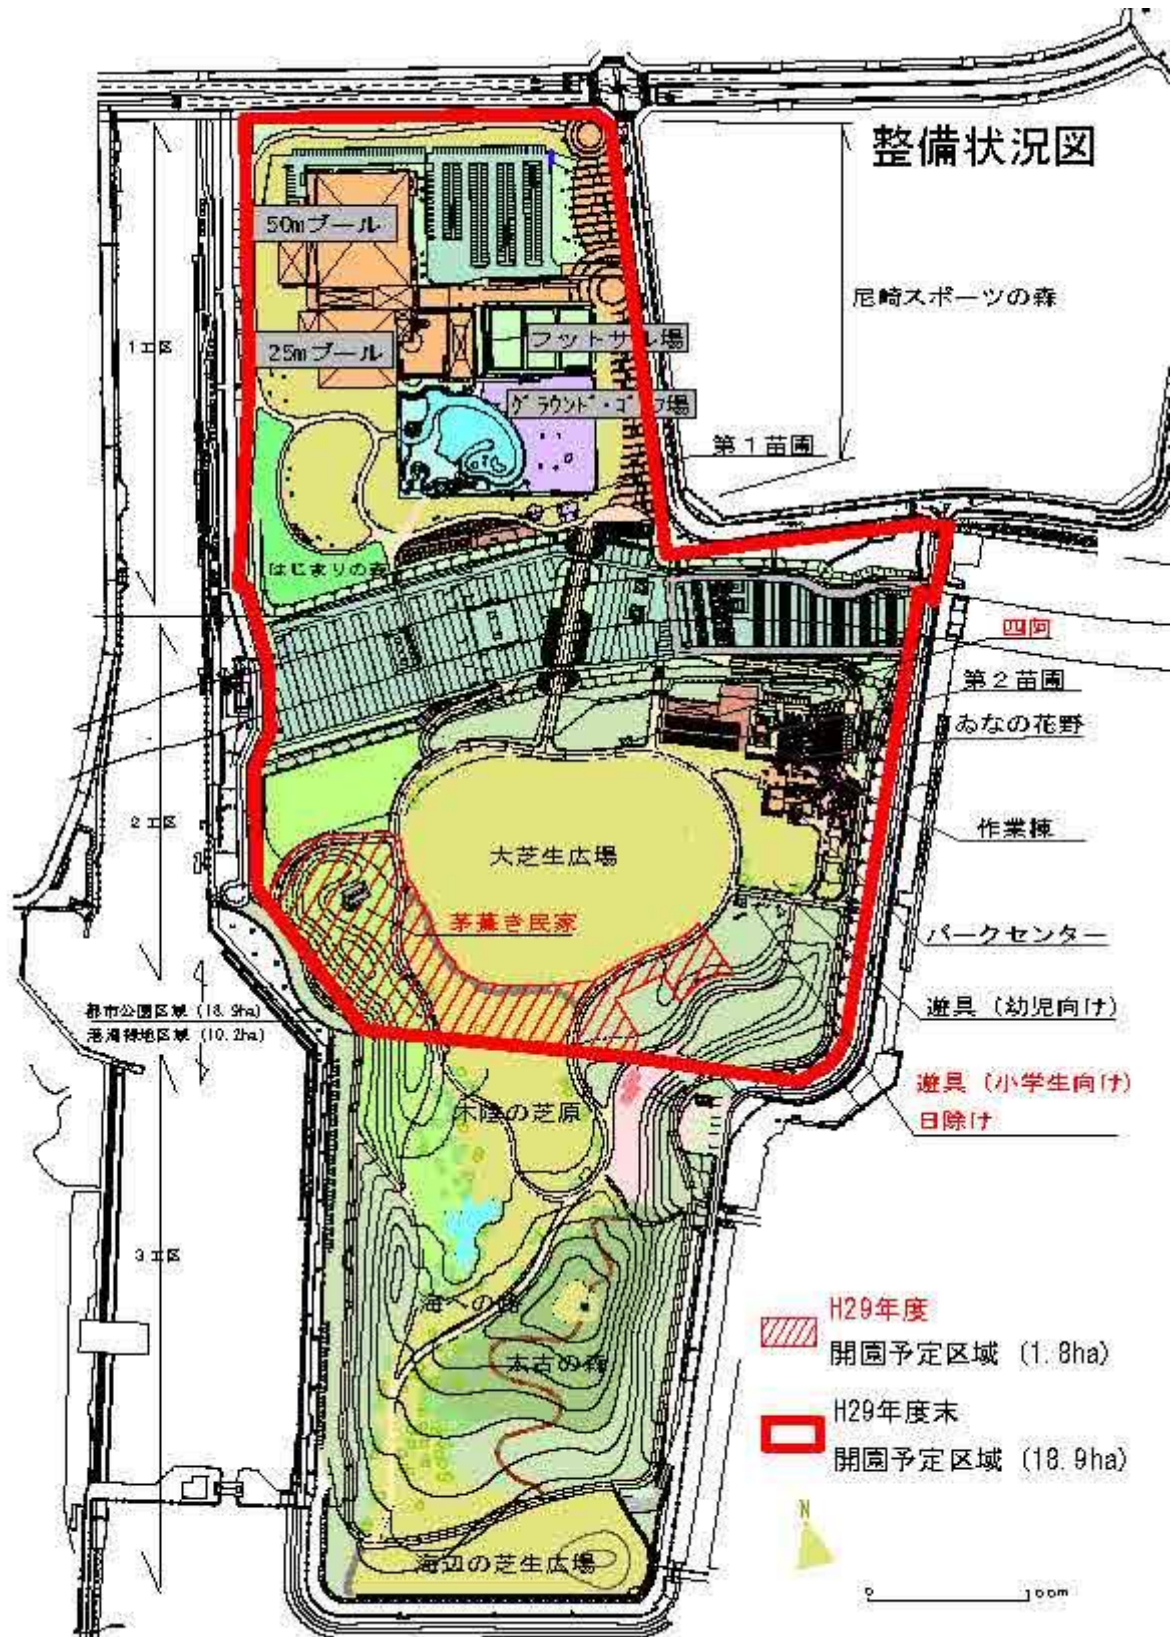 整備状況図
50mプール
尼崎スポーツの森
フットサル場
25mプール
1工区
グラウンド・ゴルフ場
第1苗圃
はじまりの森
四阿
第2苗圃
ゐなの花野
2工区
作業棟
大芝生広場
茅葺き民家
パークセンター
都市公園区域 (18.9ha)
港湾緑地区域 (10.2ha)
遊具 (幼児向け)
遊具 (小学生向け)
日除け
木陰の芝原
3工区
海への路
太古の森
H29年度
開園予定区域 (1.8ha)
H29年度末
開園予定区域 (18.9ha)
N
海辺の芝生広場
0 100m